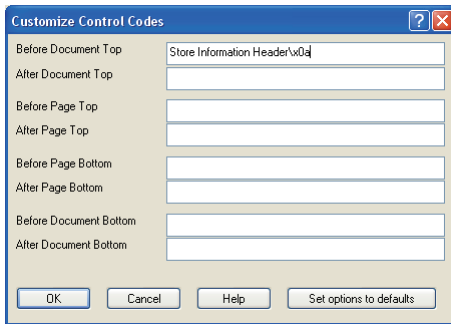 Customize Control Codes
Before Document Top Store Information Header\x0a
After Document Top
Before Page Top
After Page Top
Before Page Bottom
After Page Bottom
Before Document Bottom
After Document Bottom
OK Cancel Help Set options to defaults